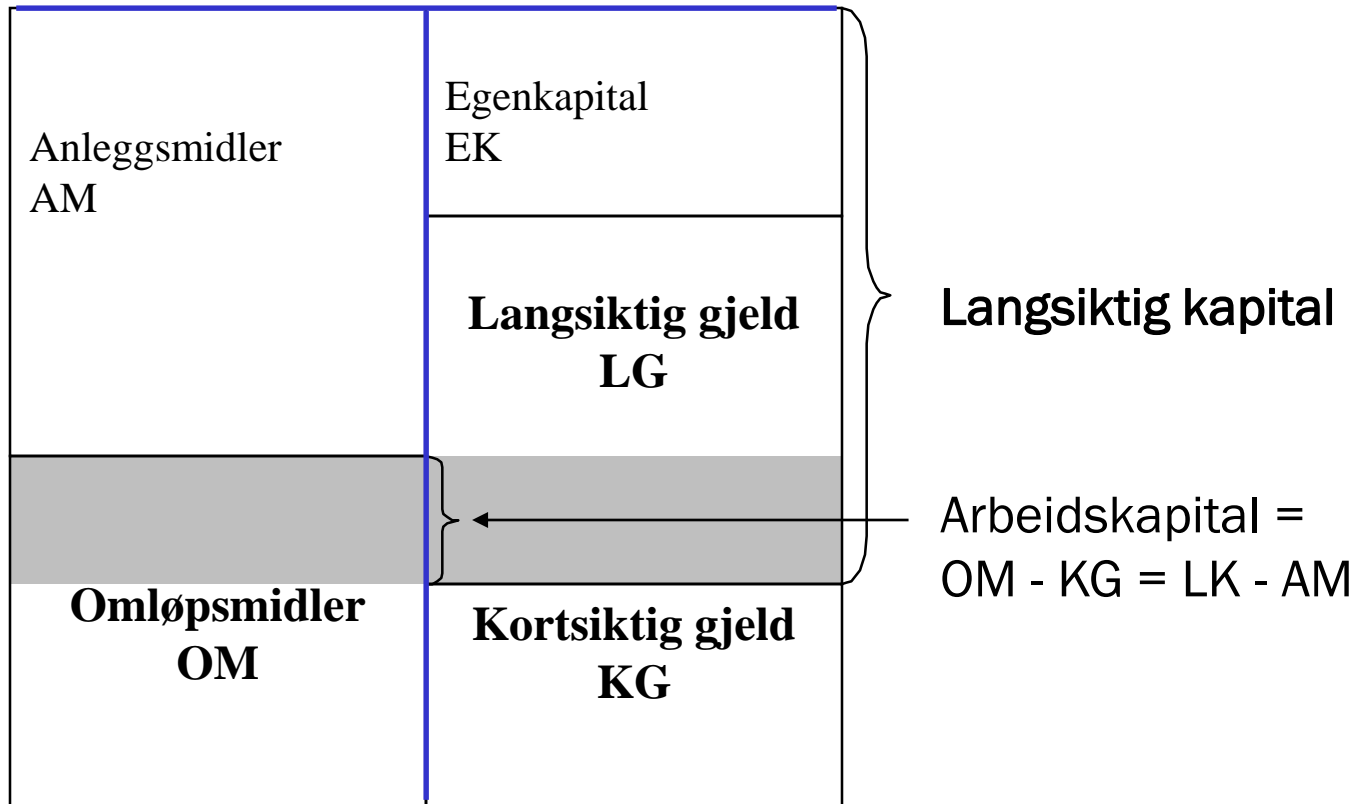 Anleggsmidler
AM
Egenkapital
EK
Langsiktig gjeld
LG
Langsiktig kapital
Arbeidskapital =
OM - KG = LK - AM
Omløpsmidler
OM
Kortsiktig gjeld
KG